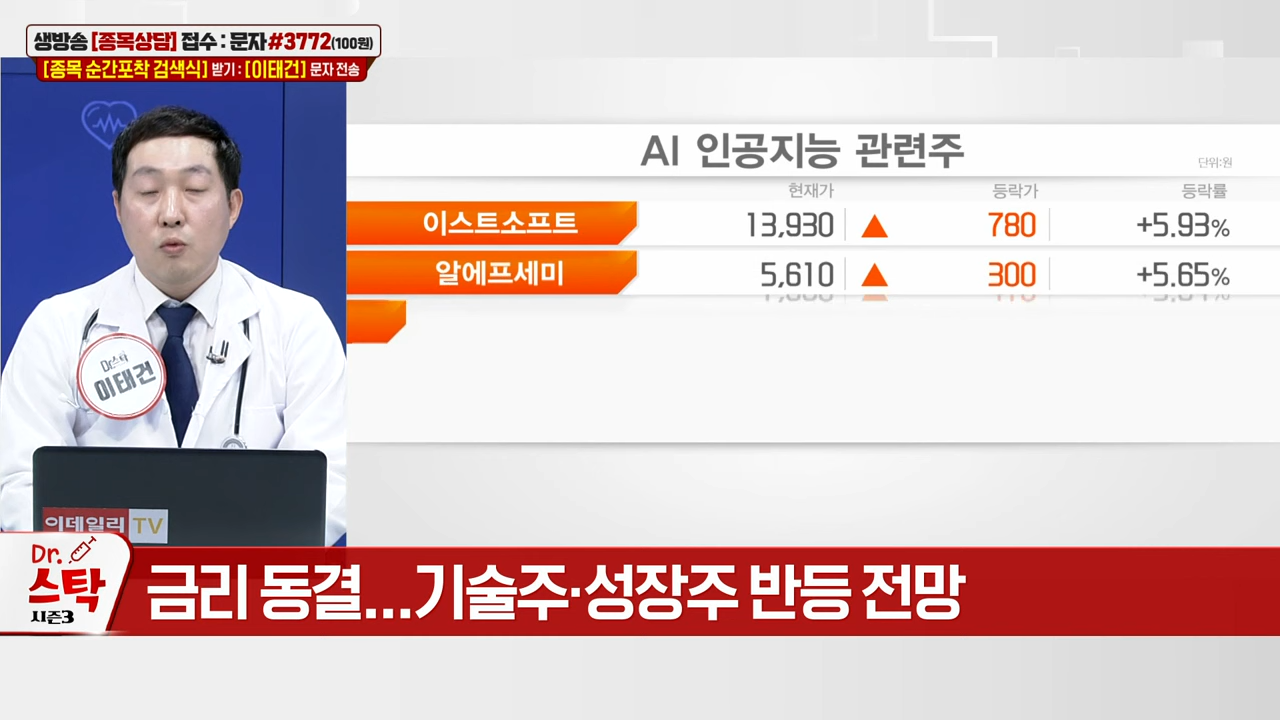 생방송 [종목상담] 접수 : 문자 #3772(100원)
[종목 순간포착 검색식] 받기 : [이태건] 문자 전송
AI 인공지능 관련주
단위:원
현재가 등락가 등락률
이스트소프트 13,930 ▲ 780 +5.93%
알에프세미 5,610 ▲ 300 +5.65%
Dr.스탁
이태건
이데일리 TV
Dr.
스탁
시즌3
금리 동결...기술주·성장주 반등 전망